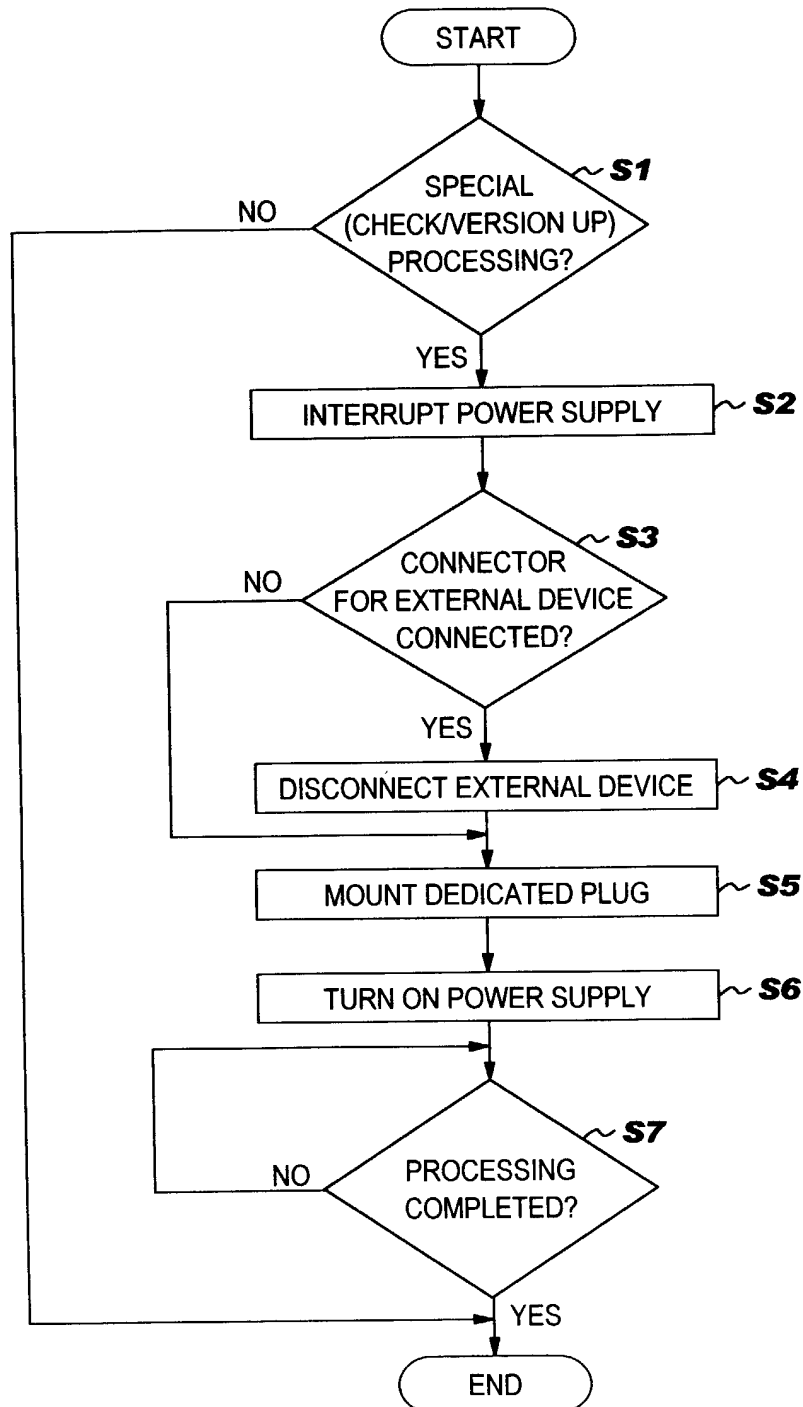 START
S1
SPECIAL
(CHECK/VERSION UP)
PROCESSING?
NO
YES
INTERRUPT POWER SUPPLY
S2
S3
CONNECTOR
FOR EXTERNAL DEVICE
CONNECTED?
NO
YES
DISCONNECT EXTERNAL DEVICE
S4
MOUNT DEDICATED PLUG
S5
TURN ON POWER SUPPLY
S6
S7
PROCESSING
COMPLETED?
NO
YES
END